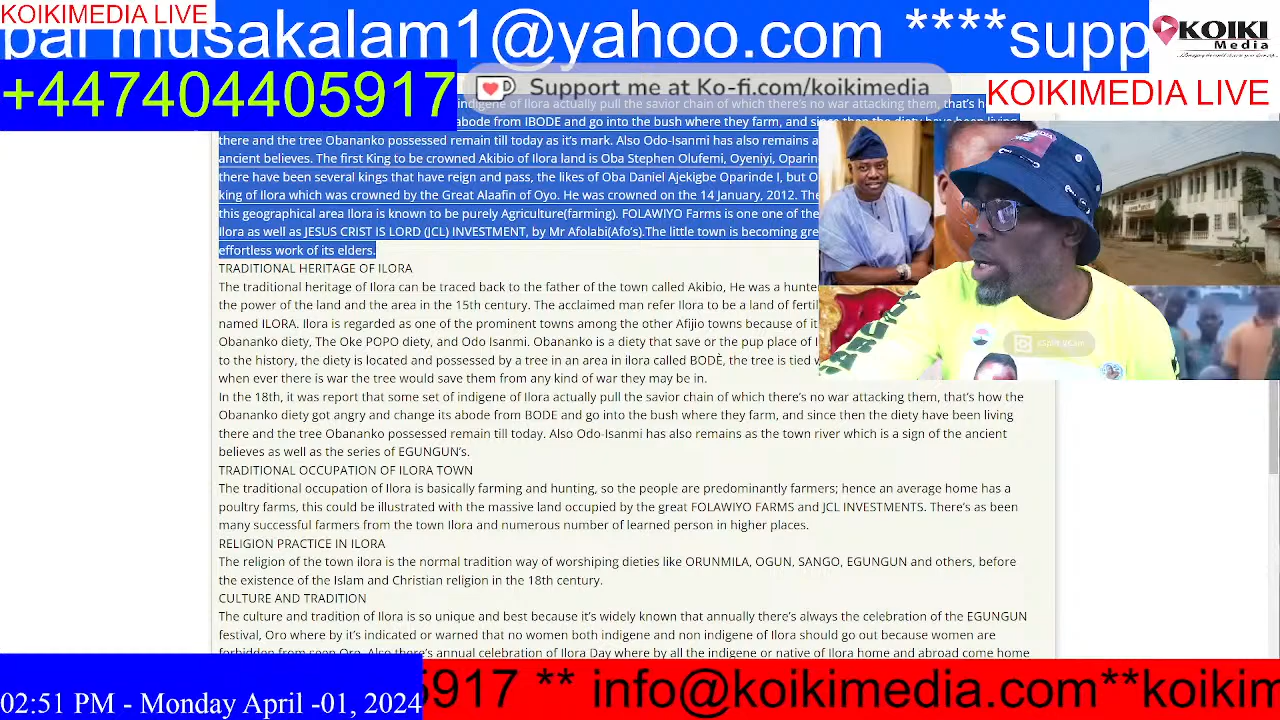 KOIKIMEDIA LIVE
pal musakalam1@yahoo.com ****supp
KOIKI
Media
+447404405917
Support me at Ko-fi.com/koikimedia
KOIKIMEDIA LIVE
indigene of Ilora actually pull the savior chain of which there's no war attacking them, that's h
abode from IBODE and go into the bush where they farm, and since then the diety have been living
there and the tree Obananko possessed remain till today as it's mark. Also Odo-Isanmi has also remains a
ancient believes. The first King to be crowned Akibio of Ilora land is Oba Stephen Olufemi, Oyeniyi, Oparin
there have been several kings that have reign and pass, the likes of Oba Daniel Ajekigbe Oparinde I, but O
king of Ilora which was crowned by the Great Alaafin of Oyo. He was crowned on the 14 January, 2012. The
this geographical area Ilora is known to be purely Agriculture(farming). FOLAWIYO Farms is one one of the
Ilora as well as JESUS CRIST IS LORD (JCL) INVESTMENT, by Mr Afolabi(Afo's).The little town is becoming gre
effortless work of its elders.
TRADITIONAL HERITAGE OF ILORA
The traditional heritage of Ilora can be traced back to the father of the town called Akibio, He was a hunte
the power of the land and the area in the 15th century. The acclaimed man refer Ilora to be a land of fertil
named ILORA. Ilora is regarded as one of the prominent towns among the other Afijio towns because of it
Obananko diety, The Oke POPO diety, and Odo Isanmi. Obananko is a diety that save or the pup place of I
to the history, the diety is located and possessed by a tree in an area in ilora called BODÈ, the tree is tied w
when ever there is war the tree would save them from any kind of war they may be in.
In the 18th, it was report that some set of indigene of Ilora actually pull the savior chain of which there's no war attacking them, that's how the
Obananko diety got angry and change its abode from BODE and go into the bush where they farm, and since then the diety have been living
there and the tree Obananko possessed remain till today. Also Odo-Isanmi has also remains as the town river which is a sign of the ancient
believes as well as the series of EGUNGUN's.
TRADITIONAL OCCUPATION OF ILORA TOWN
The traditional occupation of Ilora is basically farming and hunting, so the people are predominantly farmers; hence an average home has a
poultry farms, this could be illustrated with the massive land occupied by the great FOLAWIYO FARMS and JCL INVESTMENTS. There's as been
many successful farmers from the town Ilora and numerous number of learned person in higher places.
RELIGION PRACTICE IN ILORA
The religion of the town ilora is the normal tradition way of worshiping dieties like ORUNMILA, OGUN, SANGO, EGUNGUN and others, before
the existence of the Islam and Christian religion in the 18th century.
CULTURE AND TRADITION
The culture and tradition of Ilora is so unique and best because it's widely known that annually there's always the celebration of the EGUNGUN
festival, Oro where by it's indicated or warned that no women both indigene and non indigene of Ilora should go out because women are
forbidden from seen Oro. Also there's annual celebration of Ilora Day where by all the indigene or native of Ilora home and abroad come home
02:51 PM - Monday April -01, 2024
5917 ** info@koikimedia.com**koikim